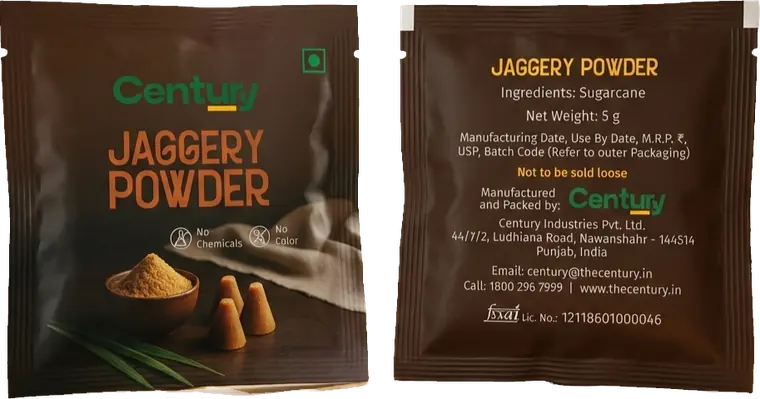 Century
JAGGERY
POWDER
No
Chemicals
No
Color
JAGGERY POWDER
Ingredients: Sugarcane
Net Weight: 5 g
Manufacturing Date, Use By Date, M.R.P. ₹,
USP, Batch Code (Refer to outer Packaging)
Not to be sold loose
Manufactured
and Packed by: Century
Century Industries Pvt. Ltd.
44/7/2, Ludhiana Road, Nawanshahr - 144514
Punjab, India
Email: century@thecentury.in
Call: 1800 296 7999 | www.thecentury.in
fssai Lic. No.: 12118601000046